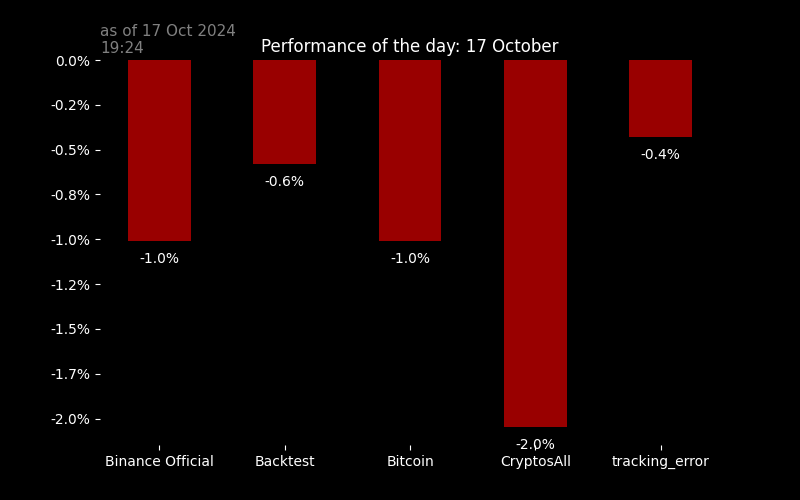 as of 17 Oct 2024
19:24
Performance of the day: 17 October
0.0%
-0.2%
-0.5%
-0.8%
-1.0%
-1.2%
-1.5%
-1.7%
-2.0%
-1.0%
-0.6%
-1.0%
-2.0%
-0.4%
Binance Official
Backtest
Bitcoin
CryptosAll
tracking_error